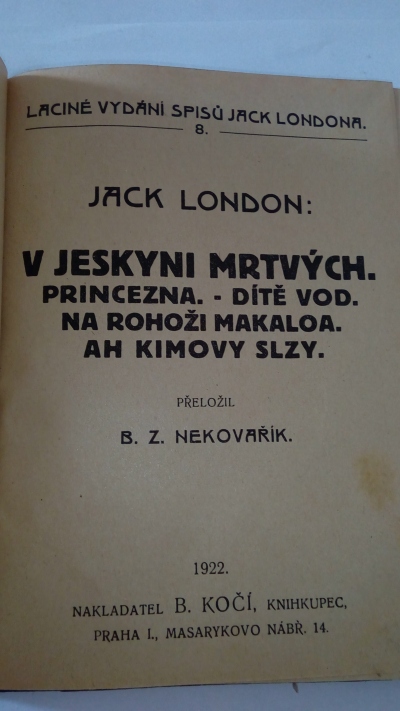 LACINÉ VYDÁNÍ SPISŮ JACK LONDONA.
8.
JACK LONDON:
V JESKYNI MRTVÝCH.
PRINCEZNA. - DÍTĚ VOD.
NA ROHOŽI MAKALOA.
AH KIMOVY SLZY.
PŘELOŽIL
B. Z. NEKOVAŘÍK.
1922.
NAKLADATEL B. KOČÍ, KNIHKUPEC,
PRAHA I., MASARYKOVO NÁBŘ. 14.